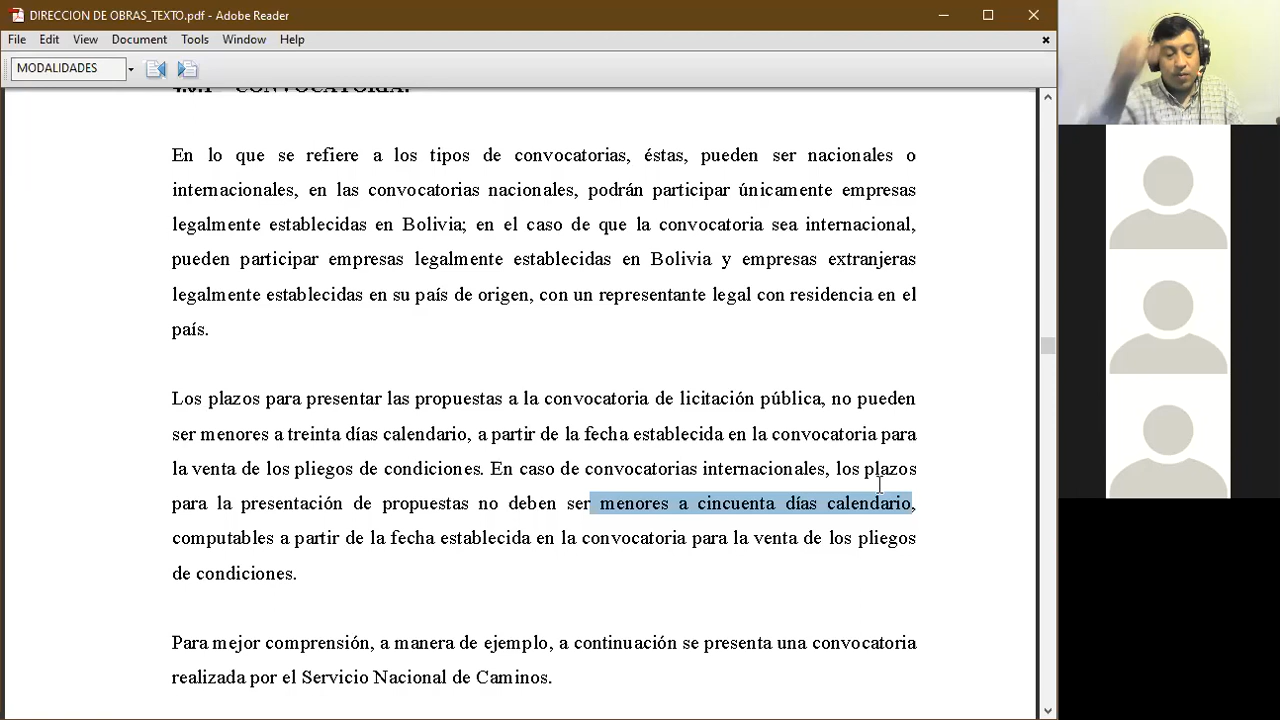 DIRECCION DE OBRAS_TEXTO.pdf - Adobe Reader
File Edit View Document Tools Window Help
MODALIDADES
4.6.1 CONVOCATORIA.
En lo que se refiere a los tipos de convocatorias, éstas, pueden ser nacionales o
internacionales, en las convocatorias nacionales, podrán participar únicamente empresas
legalmente establecidas en Bolivia; en el caso de que la convocatoria sea internacional,
pueden participar empresas legalmente establecidas en Bolivia y empresas extranjeras
legalmente establecidas en su país de origen, con un representante legal con residencia en el
país.
Los plazos para presentar las propuestas a la convocatoria de licitación pública, no pueden
ser menores a treinta días calendario, a partir de la fecha establecida en la convocatoria para
la venta de los pliegos de condiciones. En caso de convocatorias internacionales, los plazos
para la presentación de propuestas no deben ser menores a cincuenta días calendario,
computables a partir de la fecha establecida en la convocatoria para la venta de los pliegos
de condiciones.
Para mejor comprensión, a manera de ejemplo, a continuación se presenta una convocatoria
realizada por el Servicio Nacional de Caminos.